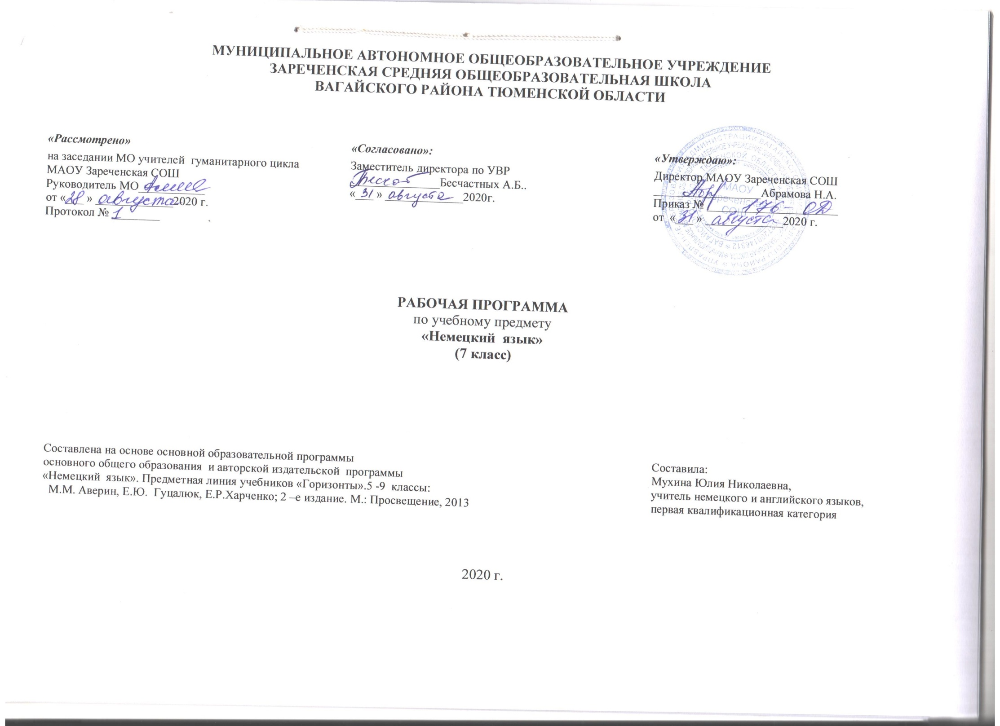 МУНИЦИПАЛЬНОЕ АВТОНОМНОЕ ОБЩЕОБРАЗОВАТЕЛЬНОЕ УЧРЕЖДЕНИЕ
ЗАРЕЧЕНСКАЯ СРЕДНЯЯ ОБЩЕОБРАЗОВАТЕЛЬНАЯ ШКОЛА
ВАГАЙСКОГО РАЙОНА ТЮМЕНСКОЙ ОБЛАСТИ
«Рассмотрено»
на заседании МО учителей гуманитарного цикла
МАОУ Зареченская СОШ
Руководитель МО
от «28» августа 2020 г.
Протокол № 1
«Согласовано»:
Заместитель директора по УВР
Бесчастных А.Б..
«31» августа 2020г.
«Утверждаю»:
Директор МАОУ Зареченская СОШ
Абрамова Н.А.
Приказ № 176-ОД
от «31» августа 2020 г.
МАОУ
Зареченская
СОШ
РАБОЧАЯ ПРОГРАММА
по учебному предмету
«Немецкий язык»
(7 класс)
Составлена на основе основной образовательной программы
основного общего образования и авторской издательской программы
«Немецкий язык». Предметная линия учебников «Горизонты».5 -9 классы:
М.М. Аверин, Е.Ю. Гуцалюк, Е.Р.Харченко; 2 –е издание. М.: Просвещение, 2013
Составила:
Мухина Юлия Николаевна,
учитель немецкого и английского языков,
первая квалификационная категория
2020 г.